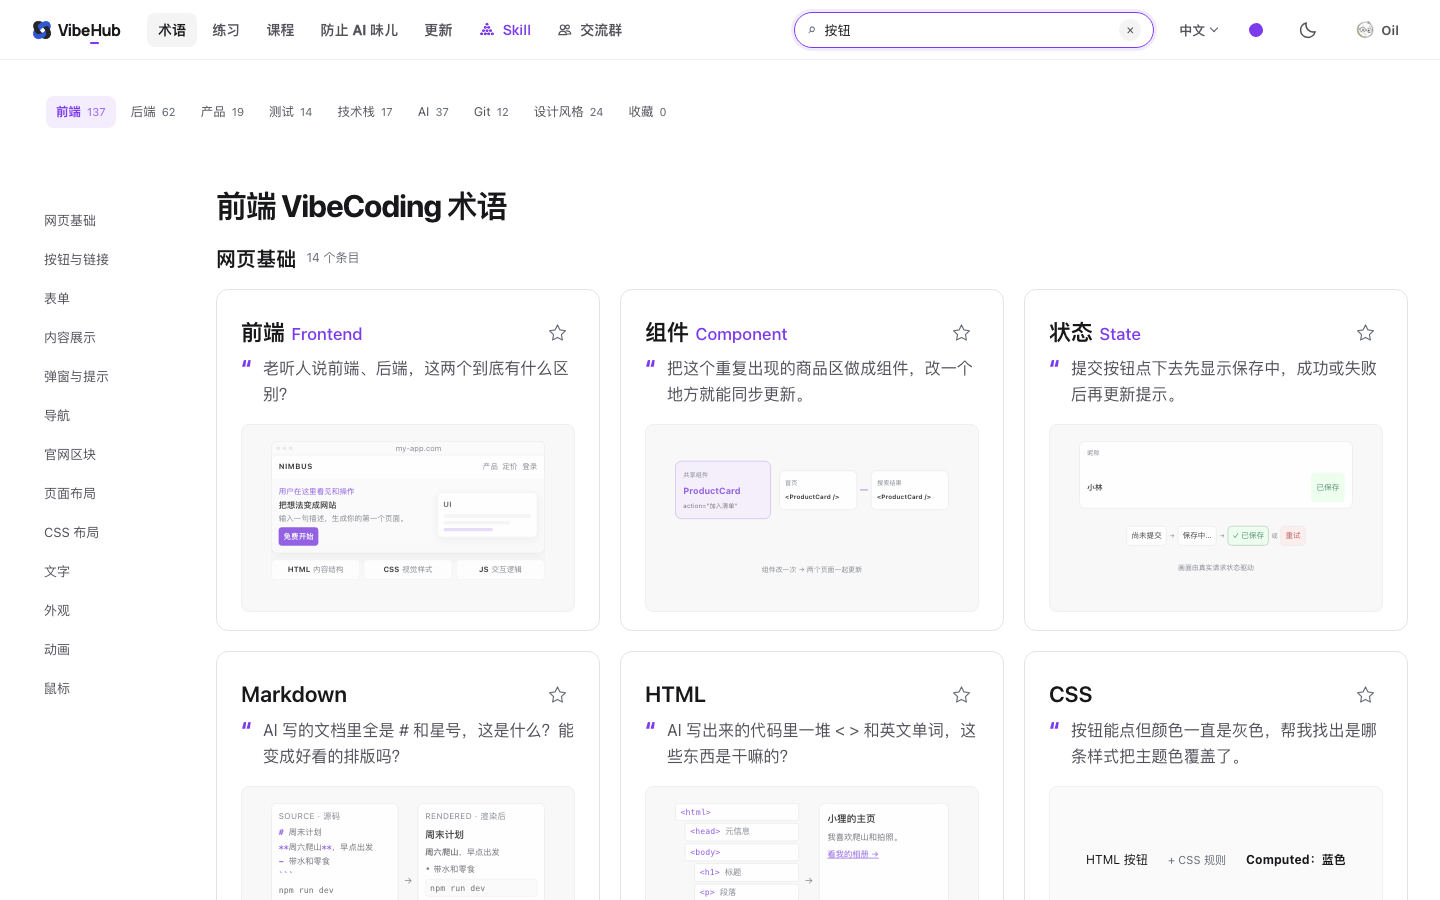 VibeHub
术语
练习
课程
防止 AI 味儿
更新
Skill
交流群
按钮
中文
Oil
前端 137
后端 62
产品 19
测试 14
技术栈 17
AI 37
Git 12
设计风格 24
收藏 0
网页基础
按钮与链接
表单
内容展示
弹窗与提示
导航
官网区块
页面布局
CSS 布局
文字
外观
动画
鼠标
前端 VibeCoding 术语
网页基础 14 个条目
前端 Frontend
“ 老听人说前端、后端，这两个到底有什么区
别？
my-app.com
NIMBUS
产品 定价 登录
用户在这里看见和操作
把想法变成网站
输入一句描述，生成你的第一个页面。
免费开始
UI
HTML 内容结构
CSS 视觉样式
JS 交互逻辑
组件 Component
“ 把这个重复出现的商品区做成组件，改一个
地方就能同步更新。
共享组件
ProductCard
action="加入清单"
首页
<ProductCard />
搜索结果
<ProductCard />
组件改一次 → 两个页面一起更新
状态 State
“ 提交按钮点下去先显示保存中，成功或失败
后再更新提示。
昵称
小林
已保存
尚未提交 → 保存中... → ✓ 已保存 或 重试
画面由真实请求状态驱动
Markdown
“ AI 写的文档里全是 # 和星号，这是什么？能
变成好看的排版吗？
SOURCE · 源码
# 周末计划
**周六爬山**，早点出发
- 带水和零食
```
npm run dev
→
RENDERED · 渲染后
周末计划
周六爬山，早点出发
• 带水和零食
npm run dev
HTML
“ AI 写出来的代码里一堆 < > 和英文单词，这
些东西是干嘛的？
<html>
<head> 元信息
<body>
<h1> 标题
<p> 段落
→
小狸的主页
我喜欢爬山和拍照。
看我的相册 →
CSS
“ 按钮能点但颜色一直是灰色，帮我找出是哪
条样式把主题色覆盖了。
HTML 按钮
+ CSS 规则
Computed：蓝色